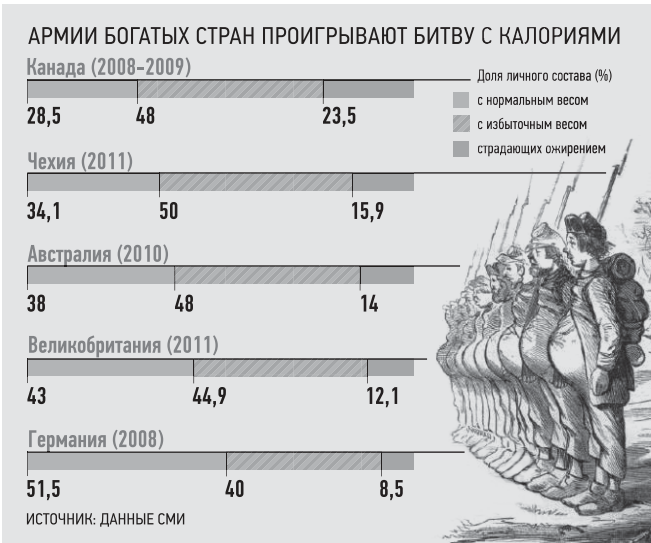 АРМИИ БОГАТЫХ СТРАН ПРОИГРЫВАЮТ БИТВУ С КАЛОРИЯМИ
Канада (2008–2009)
28,5 48 23,5
Доля личного состава (%)
с нормальным весом
с избыточным весом
страдающих ожирением
Чехия (2011)
34,1 50 15,9
Австралия (2010)
38 48 14
Великобритания (2011)
43 44,9 12,1
Германия (2008)
51,5 40 8,5
ИСТОЧНИК: ДАННЫЕ СМИ